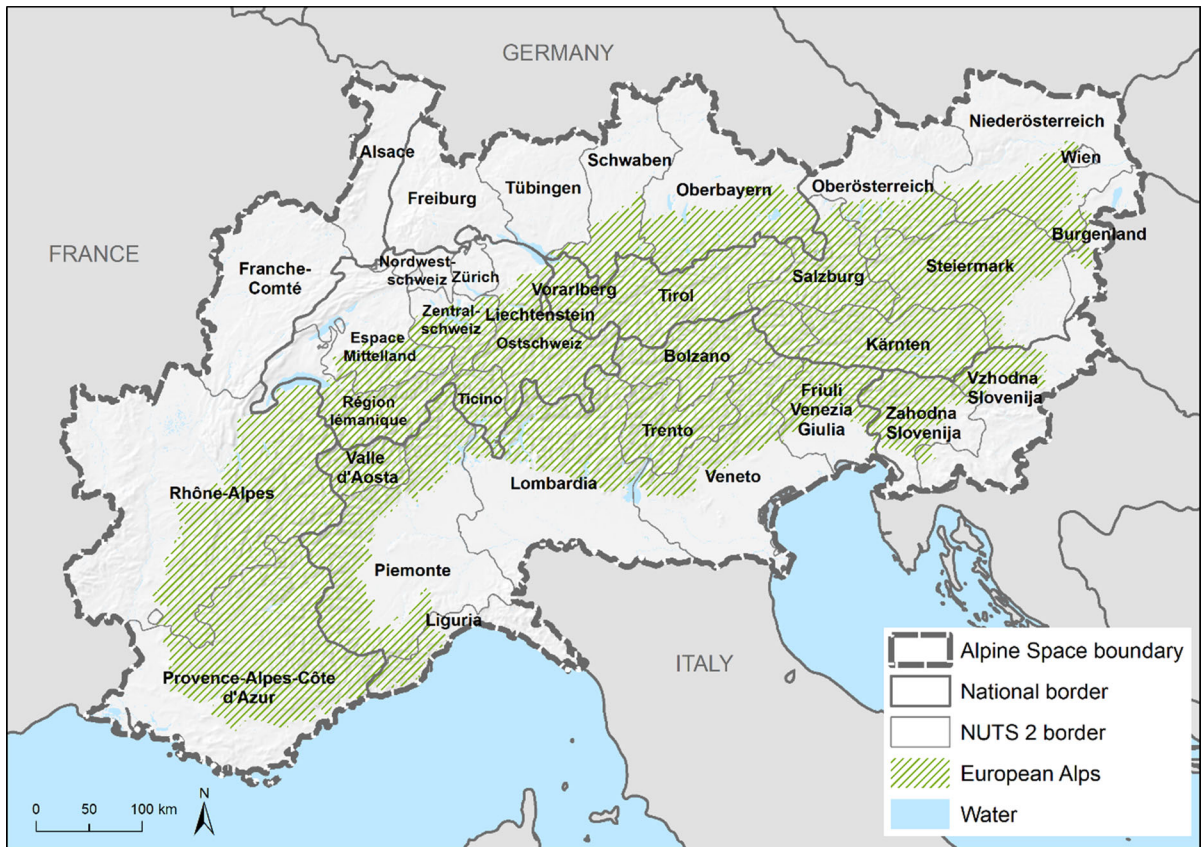 GERMANY
Niederösterreich
Wien
Alsace
Schwaben
Tübingen
Freiburg
Oberbayern
Oberösterreich
Burgenland
FRANCE
Franche-
Comté
Nordwest-
schweiz
Zürich
Vorarlberg
Tirol
Salzburg
Steiermark
Zentral-
schweiz
Liechtenstein
Espace
Mittelland
Ostschweiz
Bolzano
Kärnten
Région
lémanique
Ticino
Friuli
Venezia
Giulia
Vzhodna
Slovenija
Zahodna
Slovenija
Trento
Valle
d'Aosta
Rhône-Alpes
Lombardia
Veneto
Piemonte
Liguria
Provence-Alpes-Côte
d'Azur
ITALY
Alpine Space boundary
National border
NUTS 2 border
European Alps
Water
0 50 100 km
N